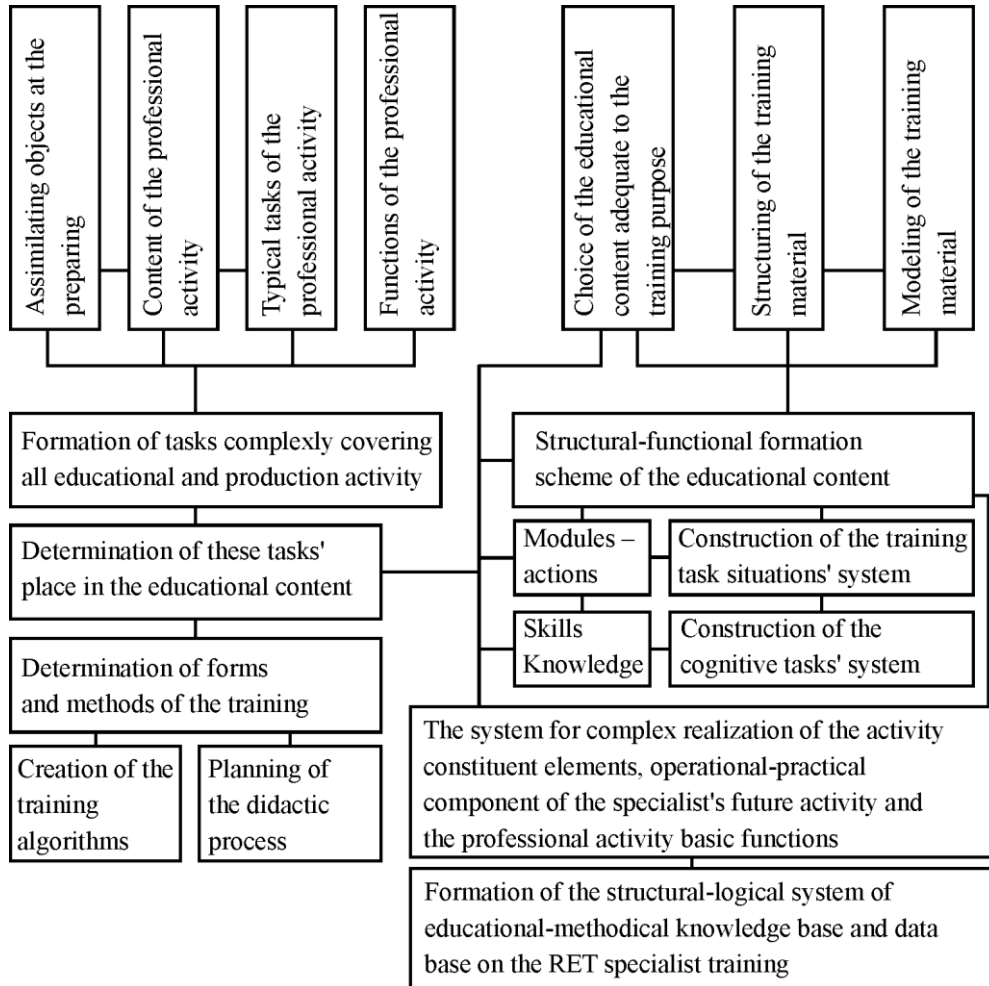 Assimilating objects at the
preparing
Content of the professional
activity
Typical tasks of the
professional activity
Functions of the professional
activity
Choice of the educational
content adequate to the
training purpose
Structuring of the training
material
Modeling of the training
material
Formation of tasks complexly covering
all educational and production activity
Structural-functional formation
scheme of the educational content
Determination of these tasks'
place in the educational content
Modules –
actions
Construction of the training
task situations' system
Skills
Knowledge
Construction of the
cognitive tasks' system
Determination of forms
and methods of the training
Creation of the
training
algorithms
Planning of
the didactic
process
The system for complex realization of the activity
constituent elements, operational-practical
component of the specialist's future activity and
the professional activity basic functions
Formation of the structural-logical system of
educational-methodical knowledge base and data
base on the RET specialist training